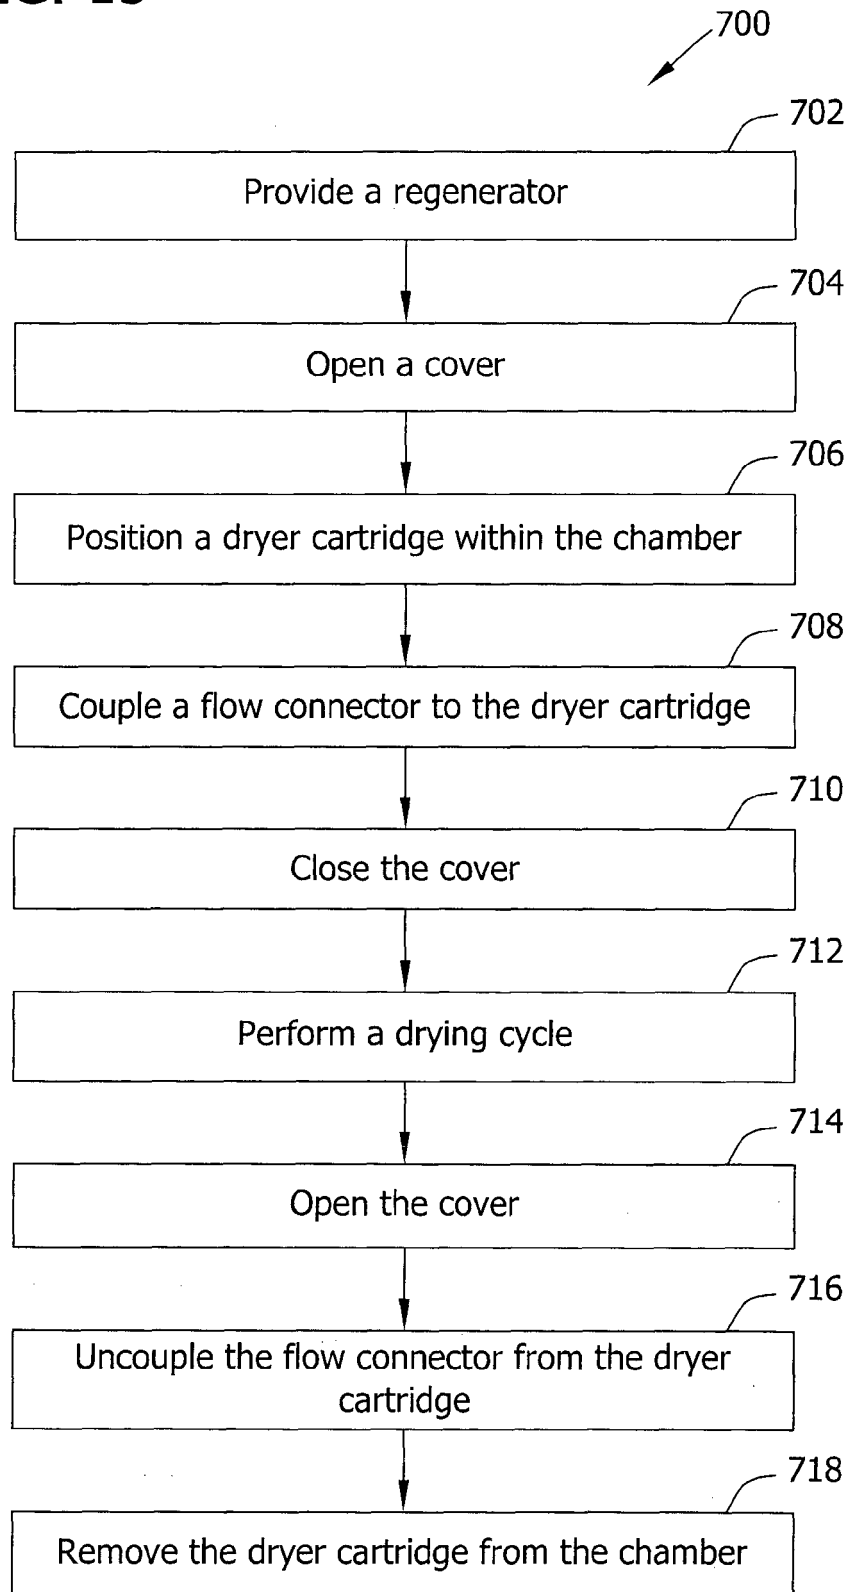 700
702
Provide a regenerator
704
Open a cover
706
Position a dryer cartridge within the chamber
708
Couple a flow connector to the dryer cartridge
710
Close the cover
712
Perform a drying cycle
714
Open the cover
716
Uncouple the flow connector from the dryer
cartridge
718
Remove the dryer cartridge from the chamber